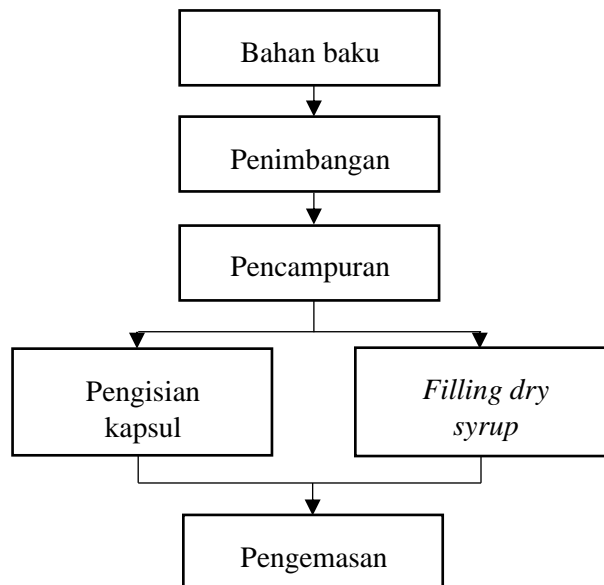 Bahan baku
Penimbangan
Pencampuran
Pengisian
kapsul
Filling dry
syrup
Pengemasan